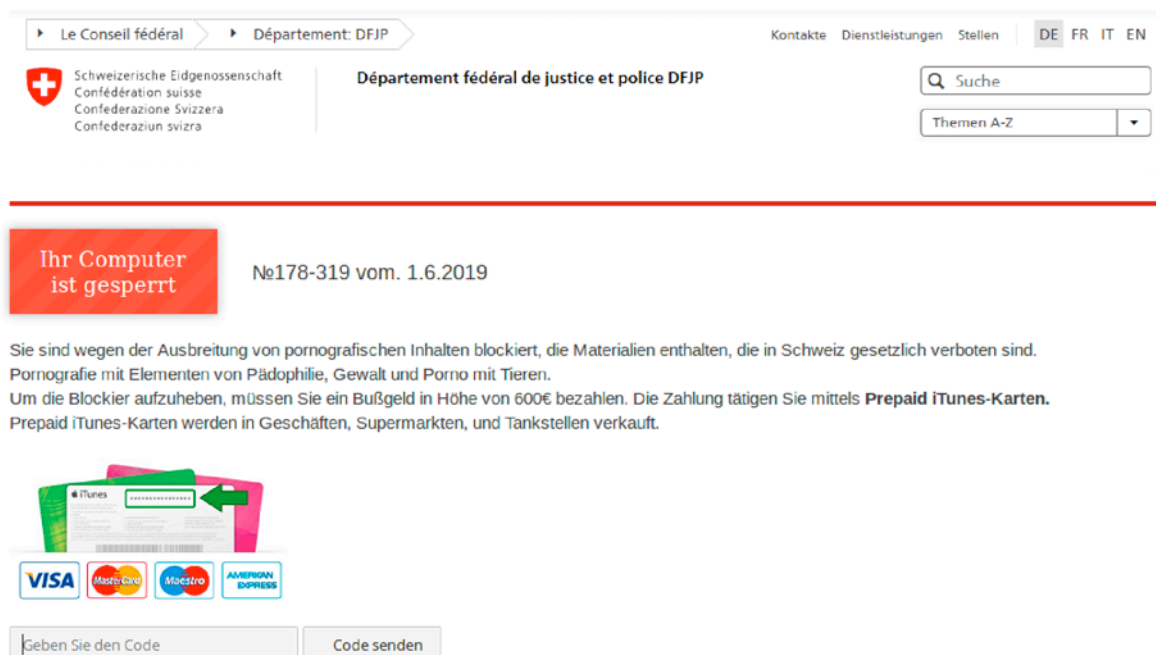 Le Conseil fédéral
Département: DFJP
Kontakte Dienstleistungen Stellen DE FR IT EN
Schweizerische Eidgenossenschaft
Confédération suisse
Confederazione Svizzera
Confederaziun svizra
Département fédéral de justice et police DFJP
Suche
Themen A-Z
Ihr Computer
ist gesperrt
№178-319 vom. 1.6.2019
Sie sind wegen der Ausbreitung von pornografischen Inhalten blockiert, die Materialien enthalten, die in Schweiz gesetzlich verboten sind.
Pornografie mit Elementen von Pädophilie, Gewalt und Porno mit Tieren.
Um die Blockier aufzuheben, müssen Sie ein Bußgeld in Höhe von 600€ bezahlen. Die Zahlung tätigen Sie mittels Prepaid iTunes-Karten.
Prepaid iTunes-Karten werden in Geschäften, Supermarkten, und Tankstellen verkauft.
iTunes
VISA MasterCard Maestro AMERICAN EXPRESS
Geben Sie den Code
Code senden